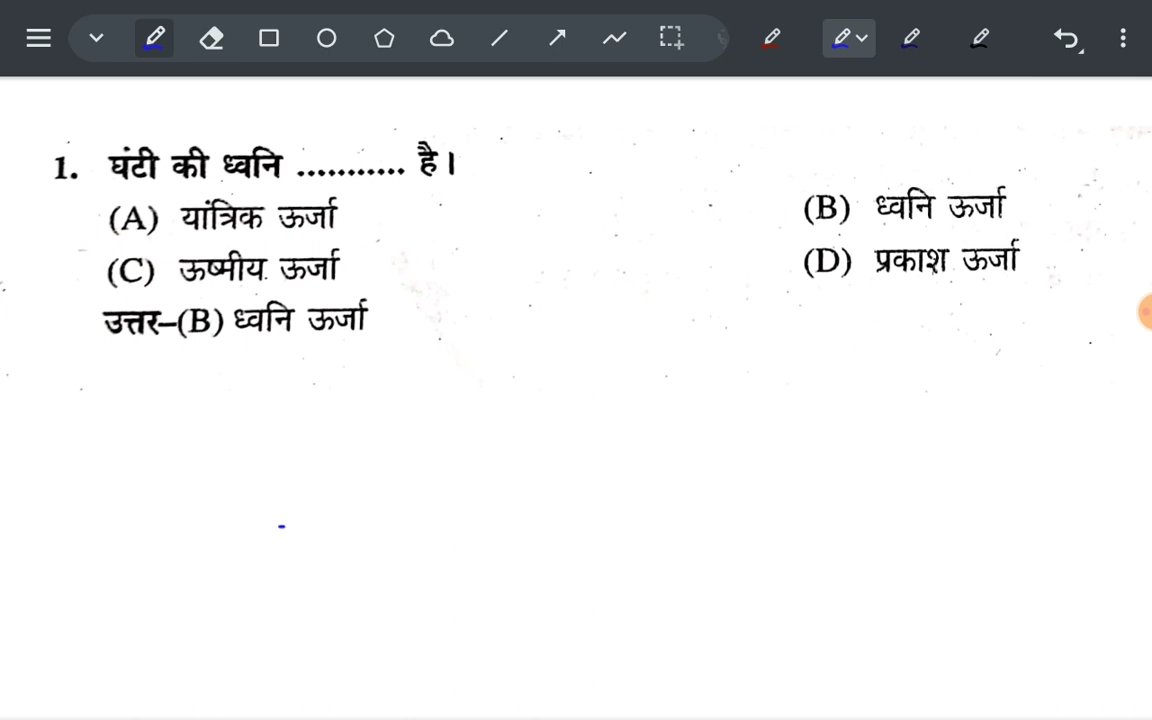 1. घंटी की ध्वनि ........... है।
(A) यांत्रिक ऊर्जा (B) ध्वनि ऊर्जा
(C) ऊष्मीय ऊर्जा (D) प्रकाश ऊर्जा
उत्तर–(B) ध्वनि ऊर्जा